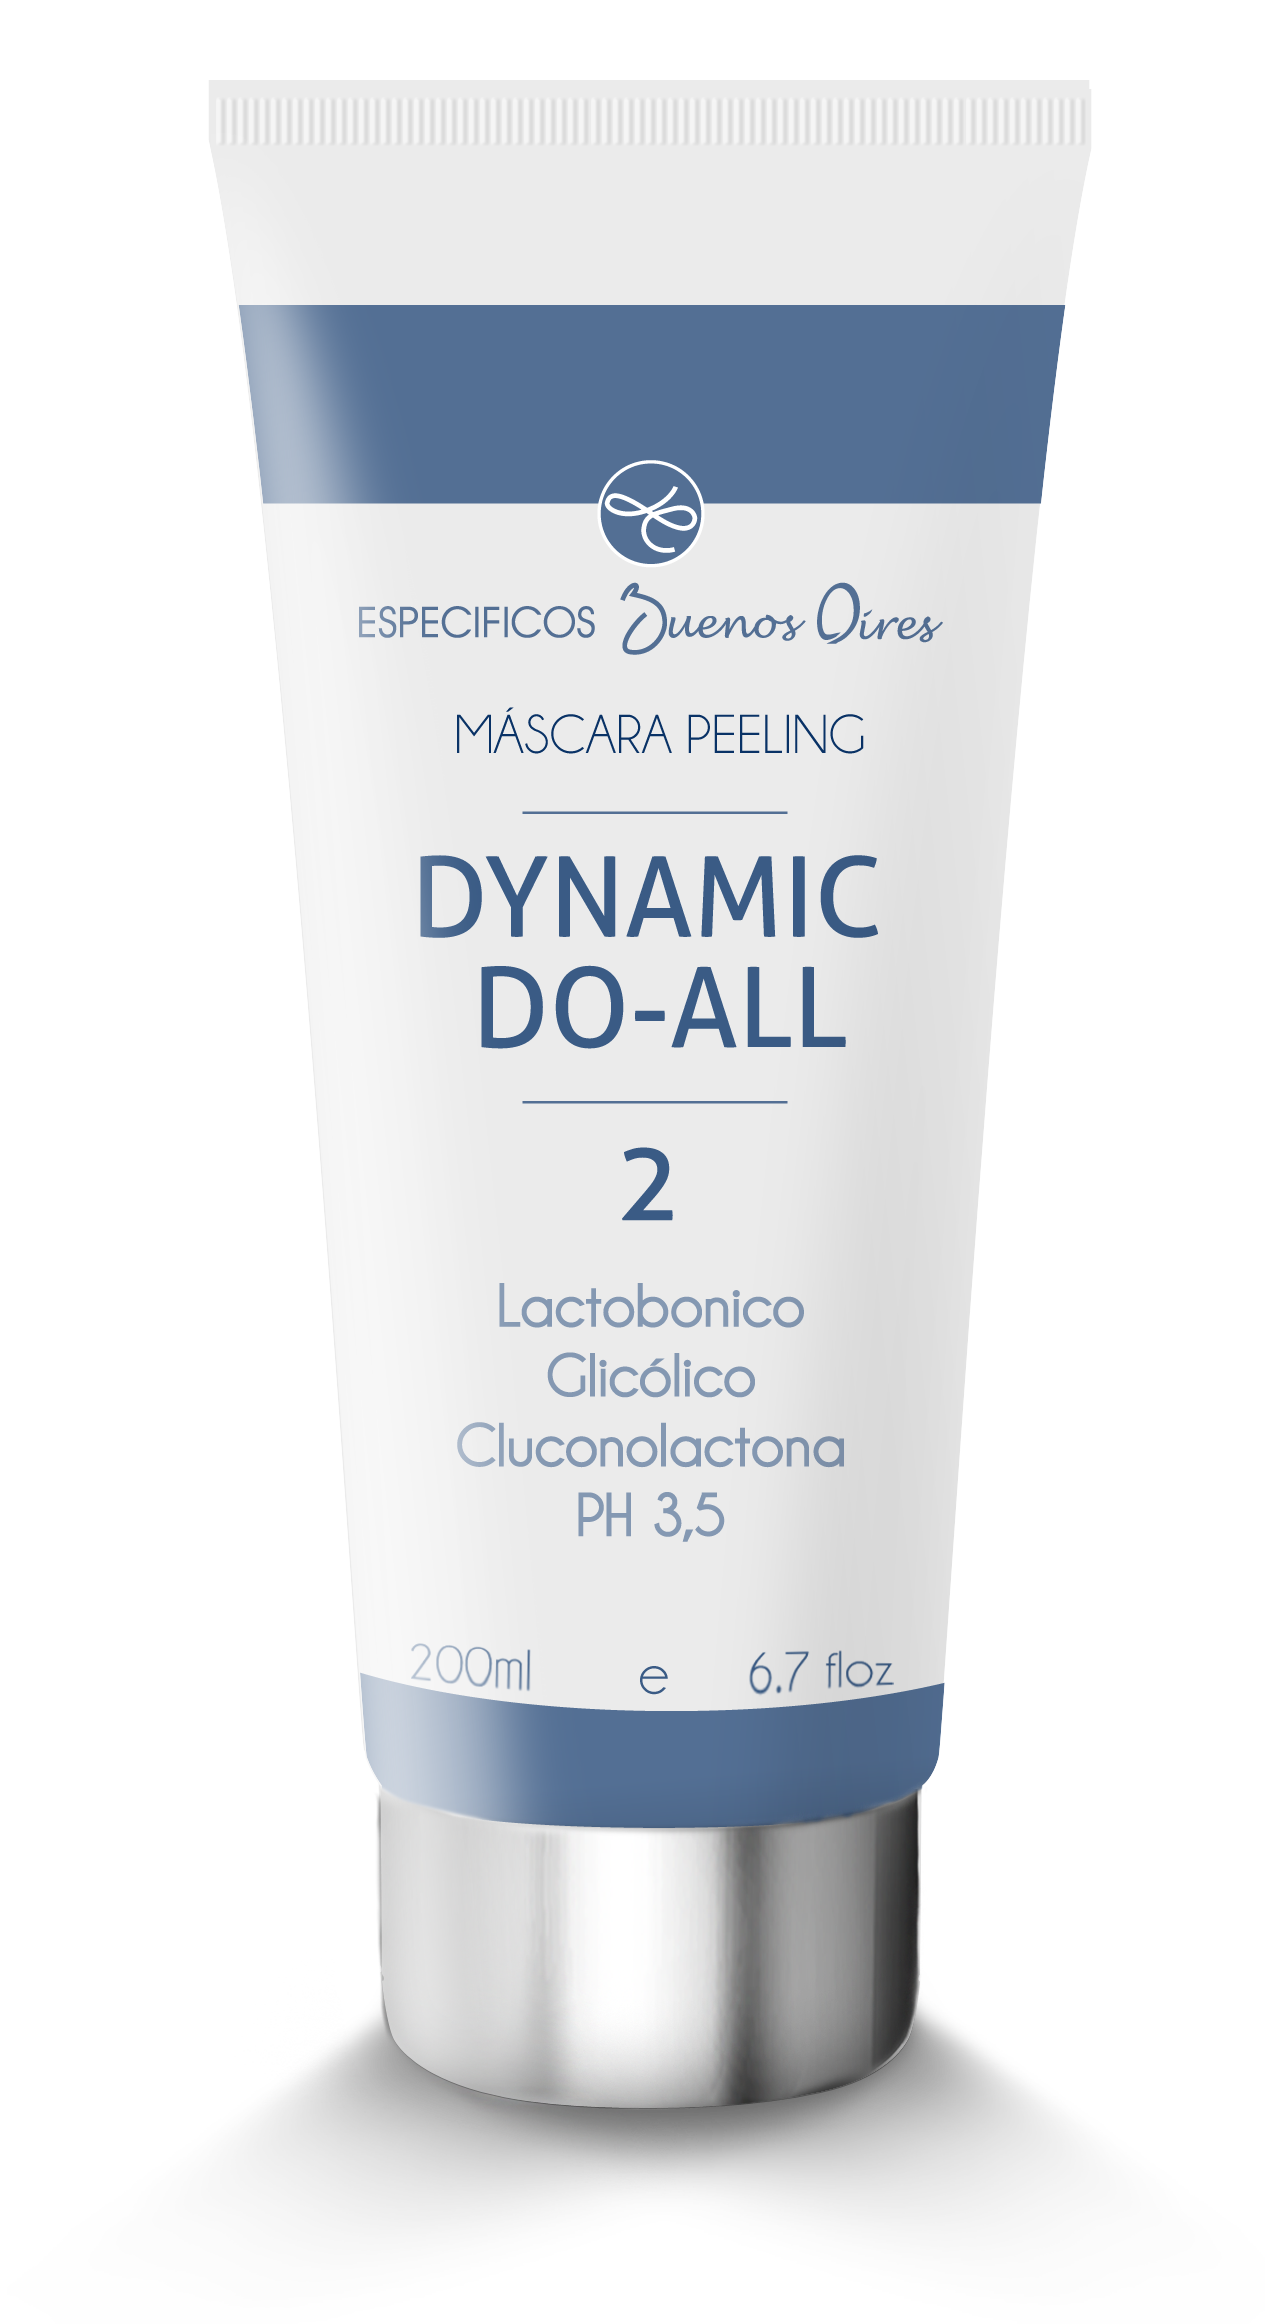 ESPECIFICOS Buenos Aires
MÁSCARA PEELING
DYNAMIC
DO-ALL
2
Lactobonico
Glicólico
Cluconolactona
PH 3,5
200ml e 6.7 floz